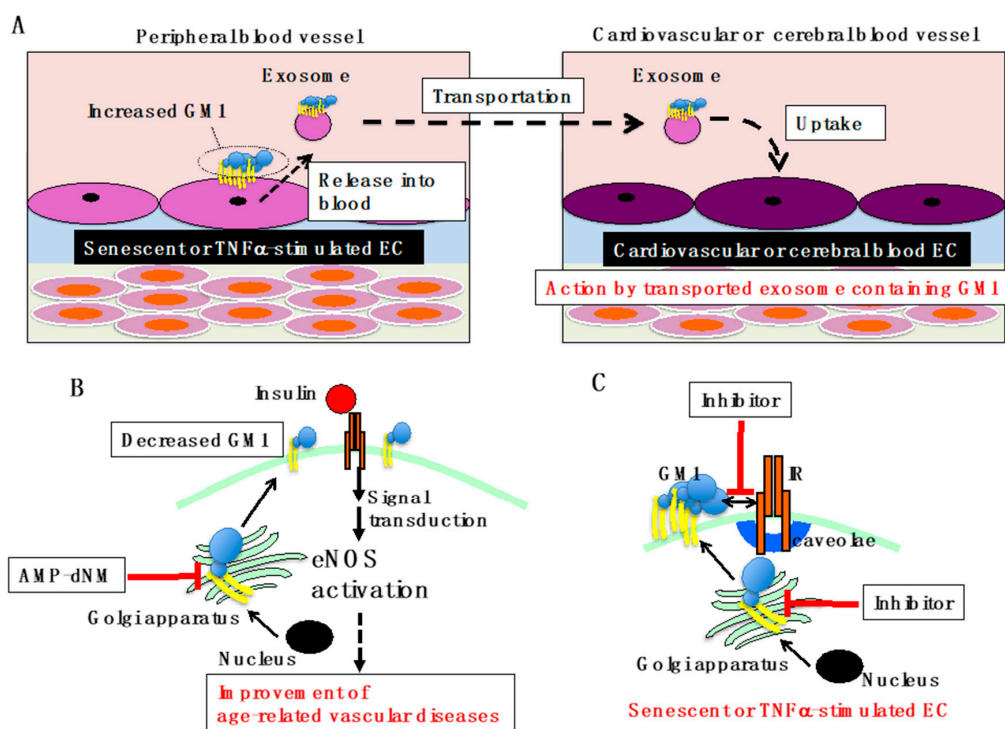 A
Peripheral blood vessel
Cardiovascular or cerebral blood vessel
Exosome
Increased GM1
Transportation
Exosome
Uptake
Release into
blood
Senescent or TNFα-stimulated EC
Cardiovascular or cerebral blood EC
Action by transported exosome containing GM1
B
Insulin
Decreased GM1
Signal
transduction
eNOS
activation
AMP-dNM
Golgi apparatus
Nucleus
Improvement of
age-related vascular diseases
C
Inhibitor
GM1
IR
caveolae
Inhibitor
Golgi apparatus
Nucleus
Senescent or TNFα-stimulated EC